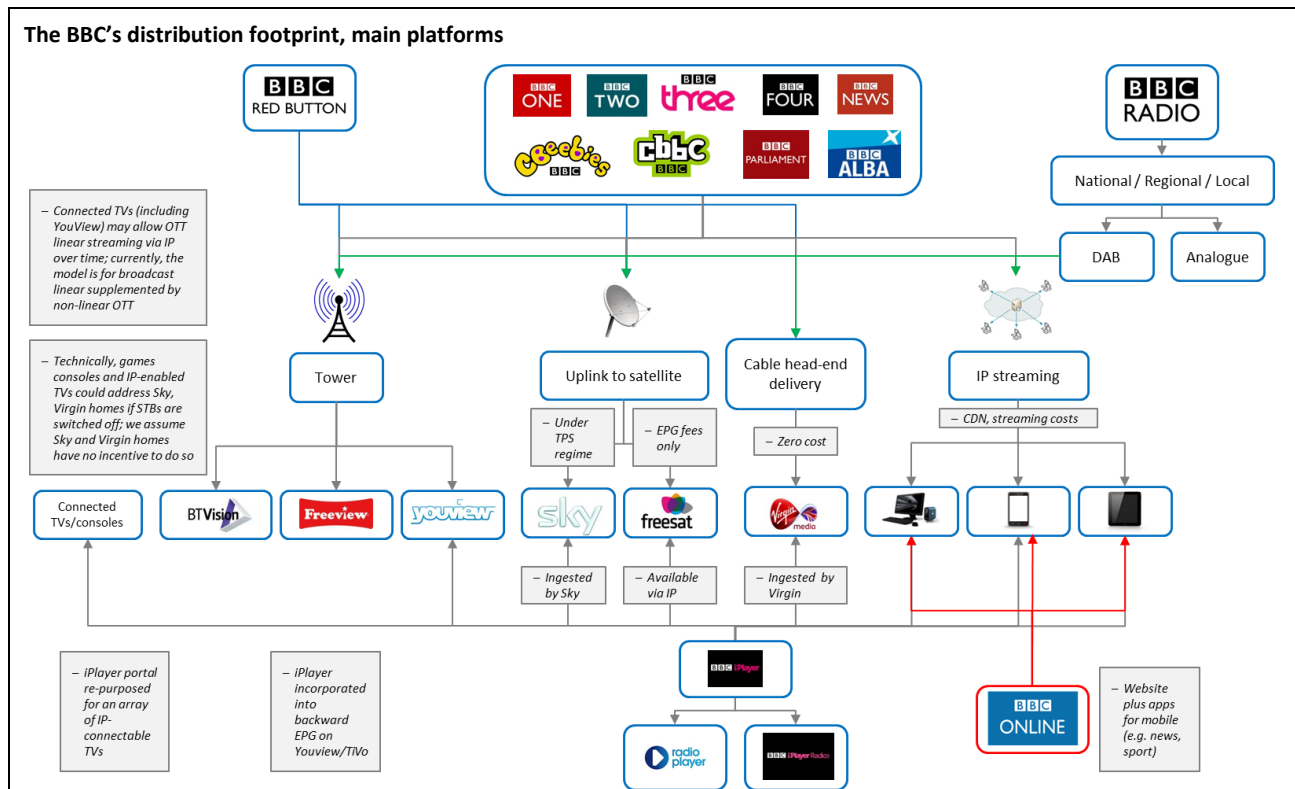 The BBC's distribution footprint, main platforms
BBC
RED BUTTON
BBC
ONE
BBC
TWO
BBC
three
BBC
FOUR
BBC
NEWS
Cbeebies
BBC
cbbc
BBC
BBC
PARLIAMENT
BBC
ALBA
BBC
RADIO
National / Regional / Local
DAB
Analogue
– Connected TVs (including
YouView) may allow OTT
linear streaming via IP
over time; currently, the
model is for broadcast
linear supplemented by
non-linear OTT
– Technically, games
consoles and IP-enabled
TVs could address Sky,
Virgin homes if STBs are
switched off; we assume
Sky and Virgin homes
have no incentive to do so
Tower
Uplink to satellite
Cable head-end
delivery
IP streaming
– Under
TPS
regime
– EPG fees
only
– Zero cost
– CDN, streaming costs
Connected
TVs/consoles
BTVision
Freeview
youview
sky
freesat
Virgin
media
– Ingested
by Sky
– Available
via IP
– Ingested by
Virgin
– iPlayer portal
re-purposed
for an array
of IP-
connectable
TVs
– iPlayer
incorporated
into
backward
EPG on
Youview/TiVo
BBC iPlayer
radio
player
BBC iPlayer Radios
BBC
ONLINE
– Website
plus apps
for mobile
(e.g. news,
sport)